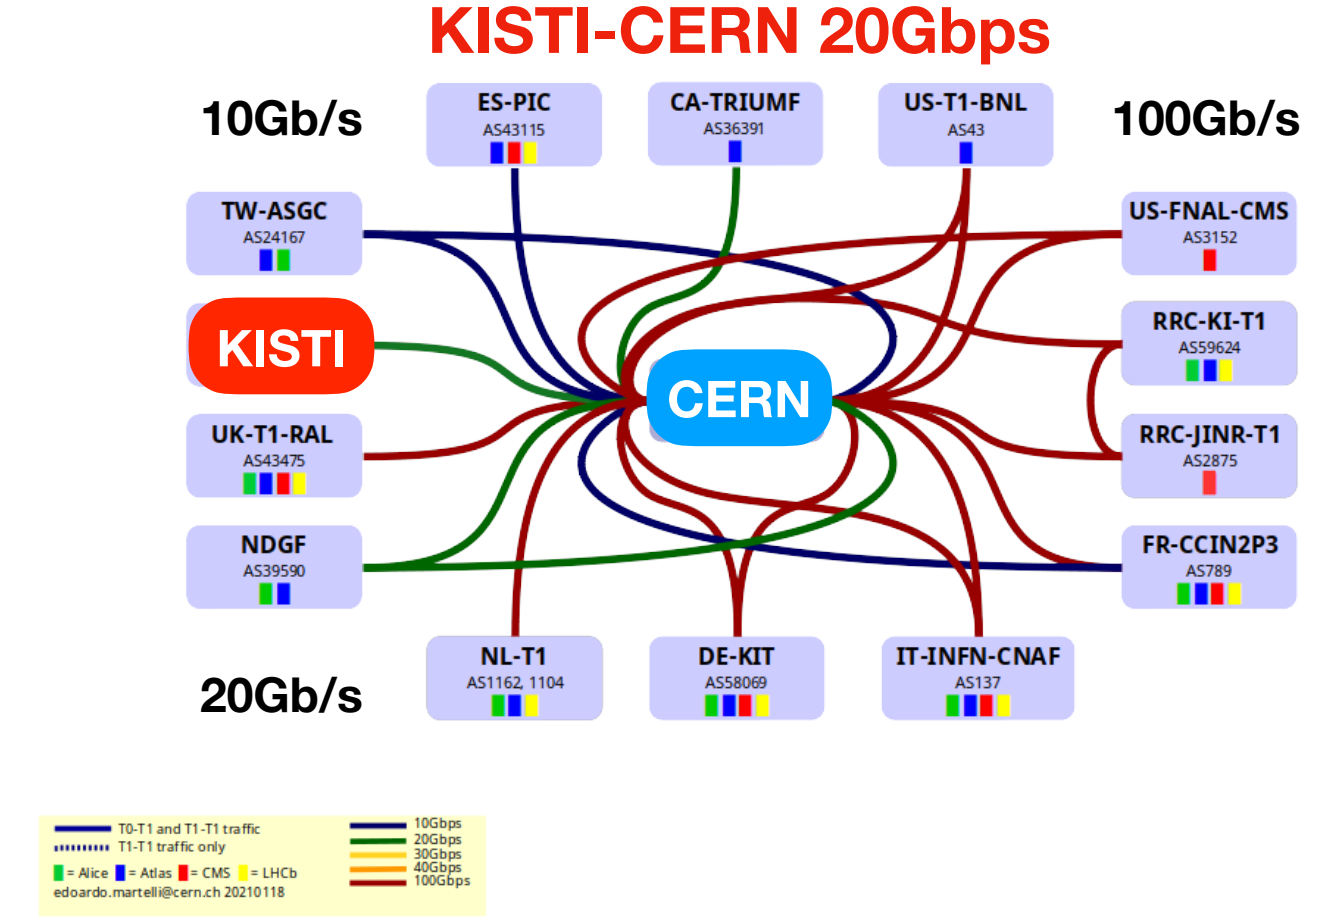 KISTI-CERN 20Gbps
10Gb/s
ES-PIC
AS43115
CA-TRIUMF
AS36391
US-T1-BNL
AS43
100Gb/s
TW-ASGC
AS24167
US-FNAL-CMS
AS3152
KISTI
RRC-KI-T1
AS59624
CERN
UK-T1-RAL
AS43475
RRC-JINR-T1
AS2875
NDGF
AS39590
FR-CCIN2P3
AS789
20Gb/s
NL-T1
AS1162, 1104
DE-KIT
AS58069
IT-INFN-CNAF
AS137
T0-T1 and T1-T1 traffic
T1-T1 traffic only
= Alice = Atlas = CMS = LHCb
edoardo.martelli@cern.ch 20210118
10Gbps
20Gbps
30Gbps
40Gbps
100Gbps